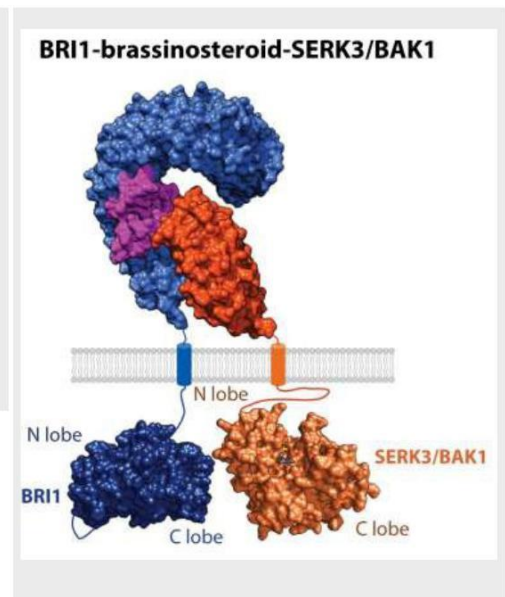 BRI1-brassinosteroid-SERK3/BAK1
N lobe
N lobe
SERK3/BAK1
BRI1
C lobe
C lobe